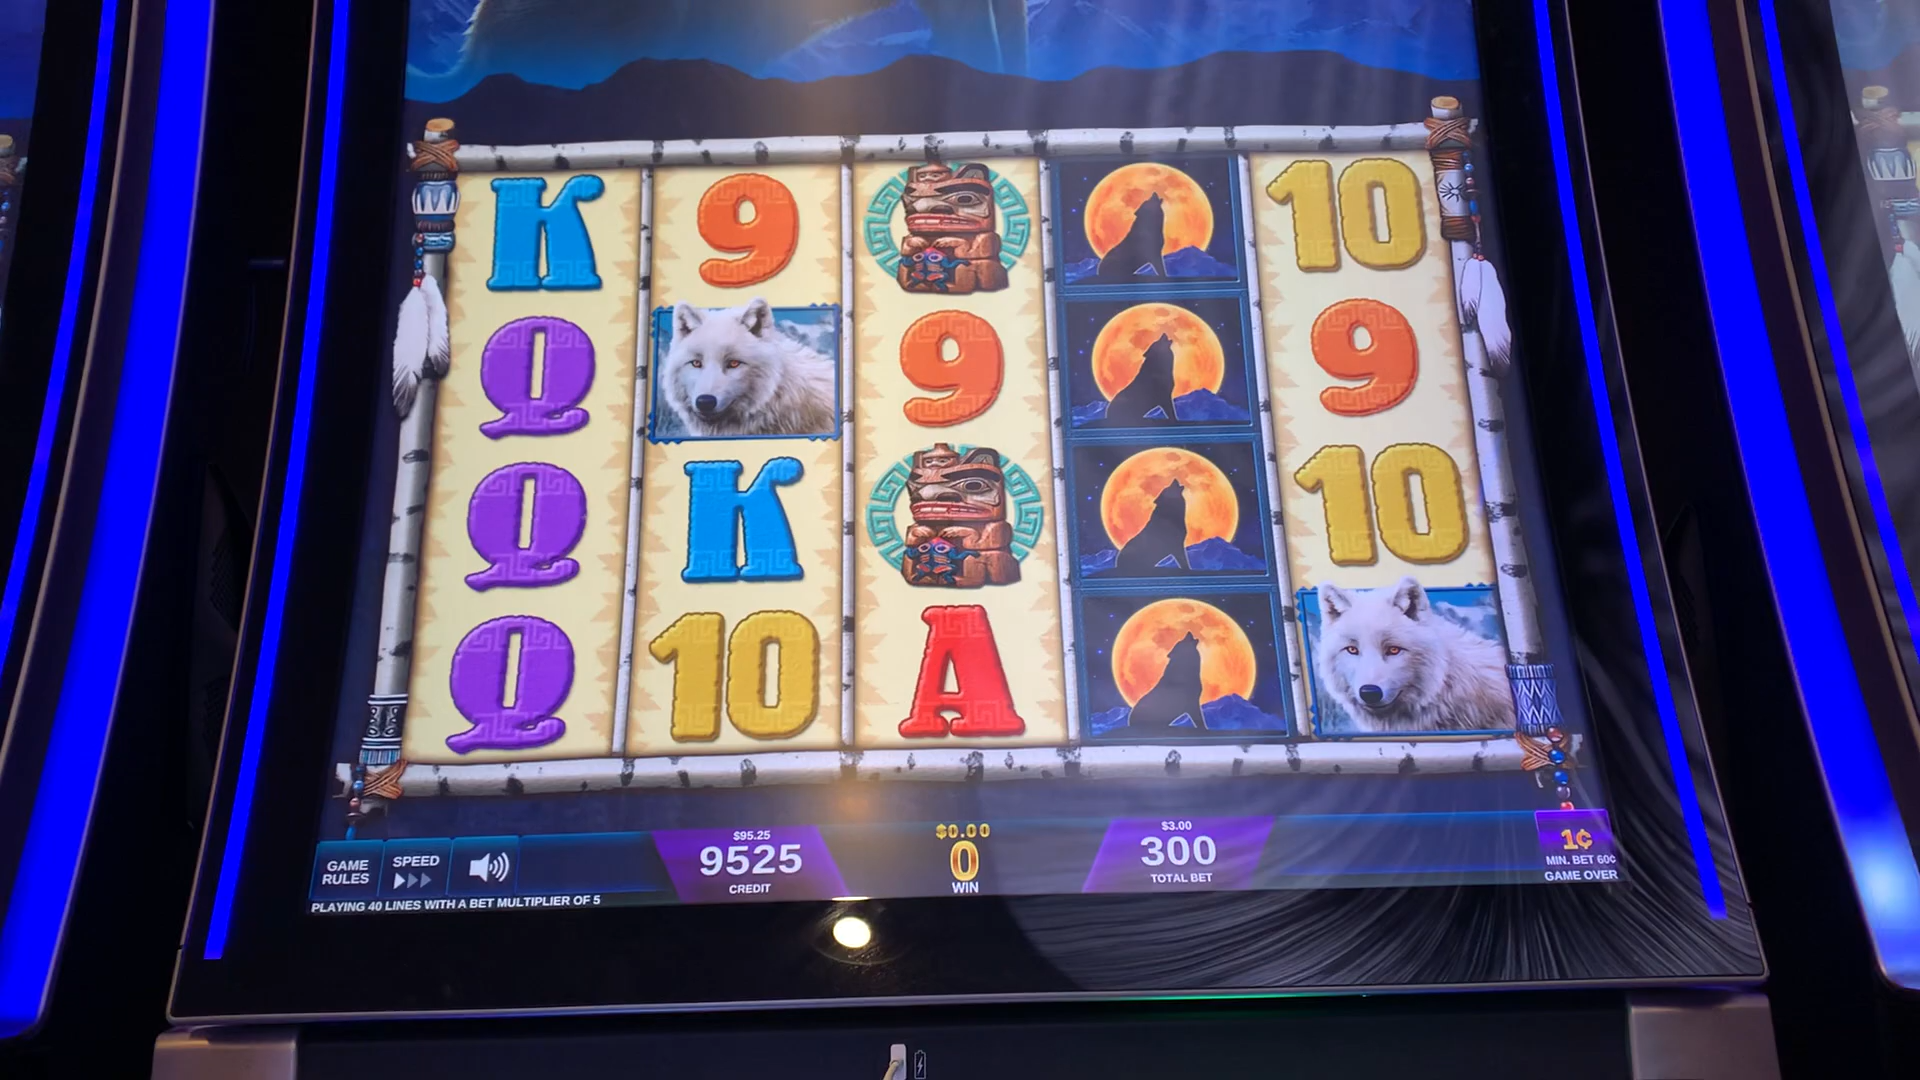 K 9 10
Q 9 9
Q K 10
Q 10 A
$95.25
9525
CREDIT
$0.00
0
WIN
$3.00
300
TOTAL BET
1¢
MIN. BET 60¢
GAME OVER
GAME
RULES
SPEED
PLAYING 40 LINES WITH A BET MULTIPLIER OF 5